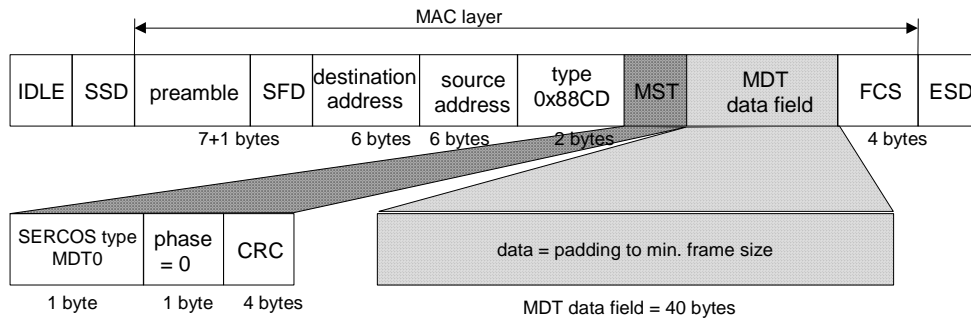 MAC layer
IDLE SSD preamble SFD destination address source address type 0x88CD MST MDT data field FCS ESD
7+1 bytes 6 bytes 6 bytes 2 bytes 4 bytes
SERCOS type MDT0 phase = 0 CRC data = padding to min. frame size
1 byte 1 byte 4 bytes MDT data field = 40 bytes